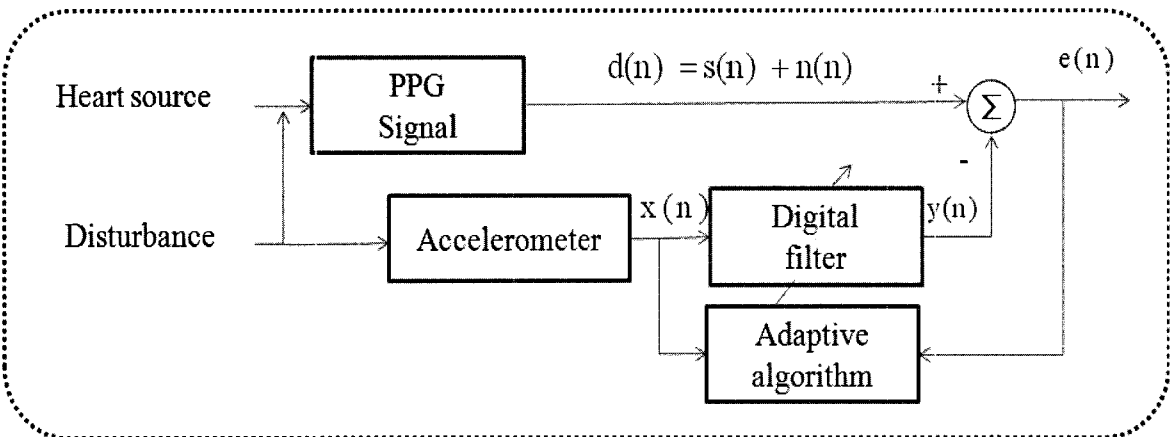 Heart source
PPG
Signal
d(n) = s(n) + n(n)
+
Σ
e(n)
Disturbance
Accelerometer
x(n)
Digital
filter
y(n)
-
Adaptive
algorithm